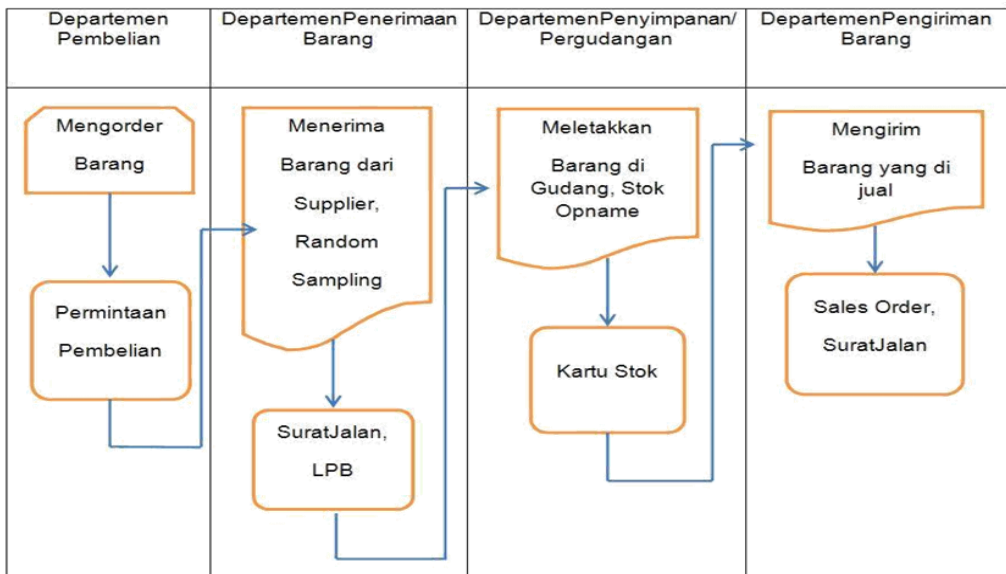 Departemen
Pembelian
DepartemenPenerimaan
Barang
DepartemenPenyimpanan/
Pergudangan
DepartemenPengiriman
Barang
Mengorder
Barang
Permintaan
Pembelian
Menerima
Barang dari
Supplier,
Random
Sampling
SuratJalan,
LPB
Meletakkan
Barang di
Gudang, Stok
Opname
Kartu Stok
Mengirim
Barang yang di
jual
Sales Order,
SuratJalan